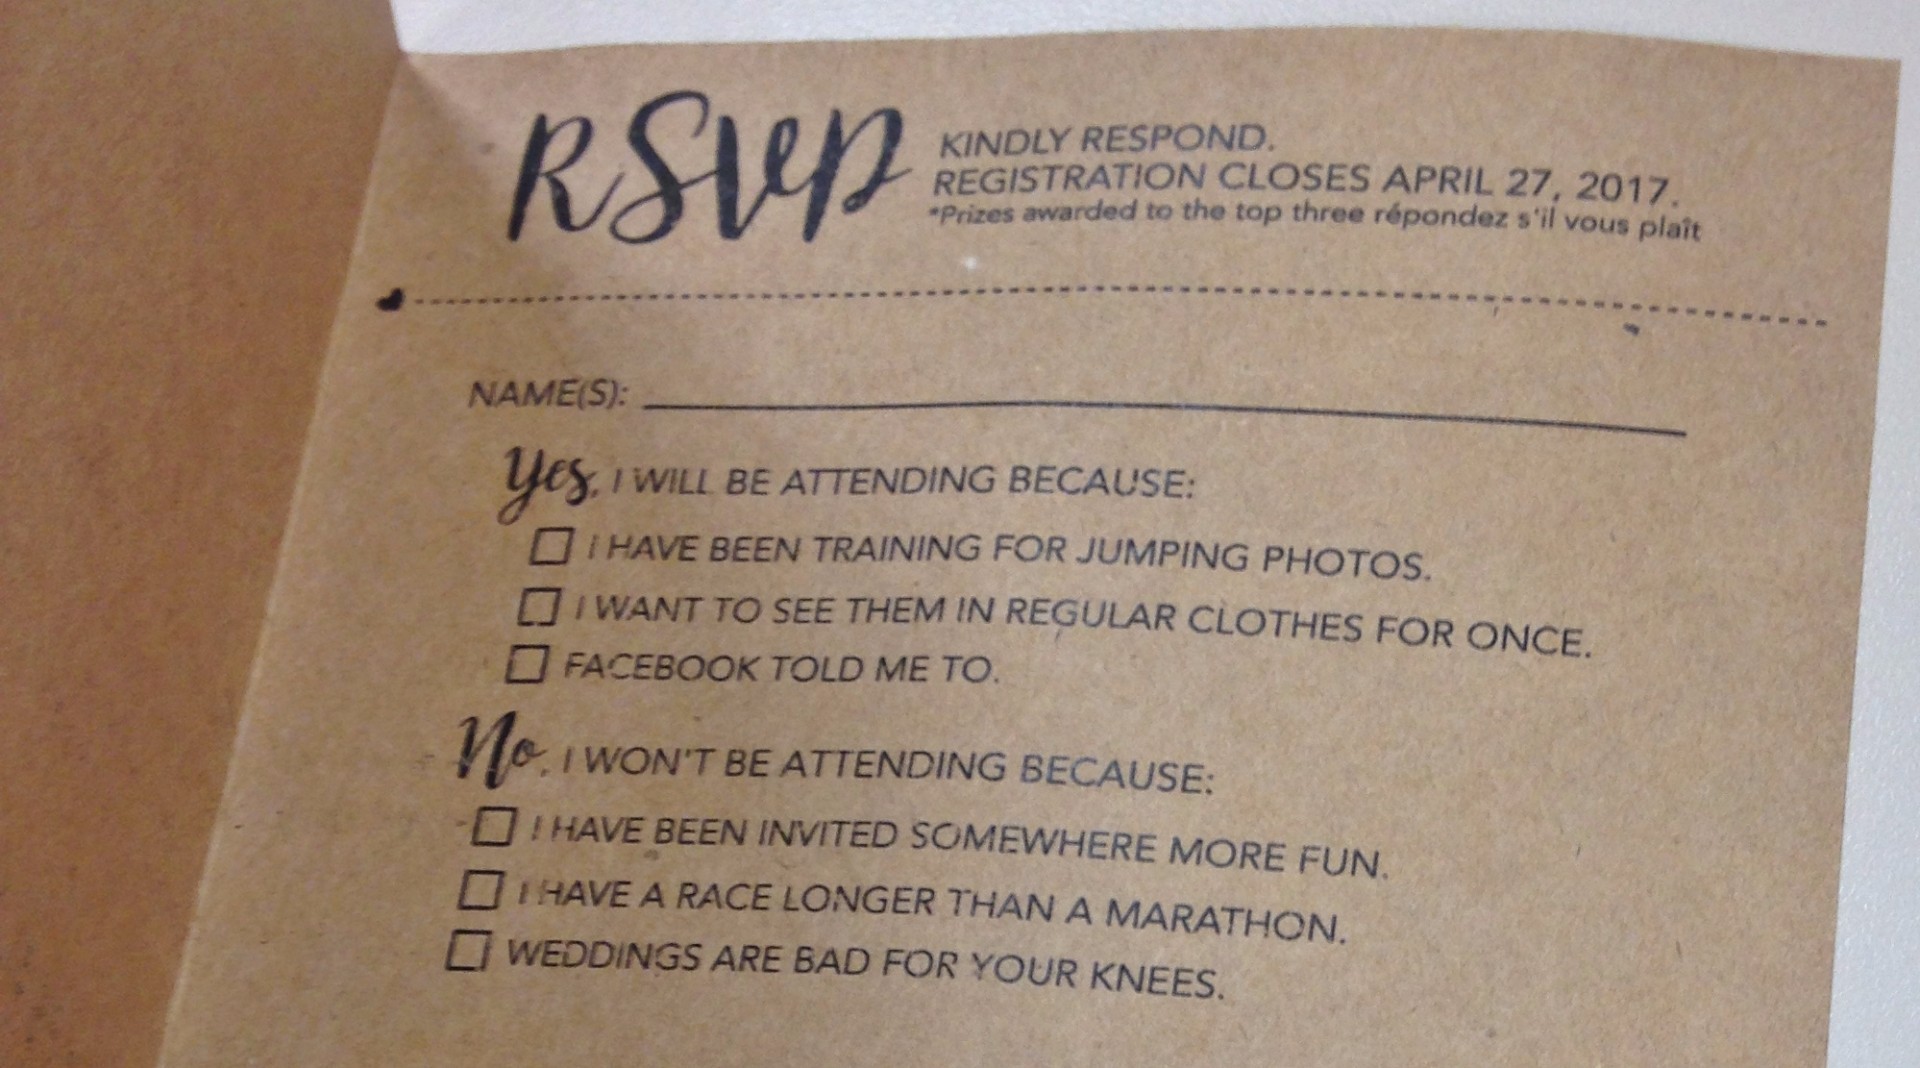 RSVP
KINDLY RESPOND.
REGISTRATION CLOSES APRIL 27, 2017.
*Prizes awarded to the top three répondez s'il vous plaît
NAME(S):
Yes, I WILL BE ATTENDING BECAUSE:
I HAVE BEEN TRAINING FOR JUMPING PHOTOS.
I WANT TO SEE THEM IN REGULAR CLOTHES FOR ONCE.
FACEBOOK TOLD ME TO.
No, I WON'T BE ATTENDING BECAUSE:
I HAVE BEEN INVITED SOMEWHERE MORE FUN.
I HAVE A RACE LONGER THAN A MARATHON.
WEDDINGS ARE BAD FOR YOUR KNEES.